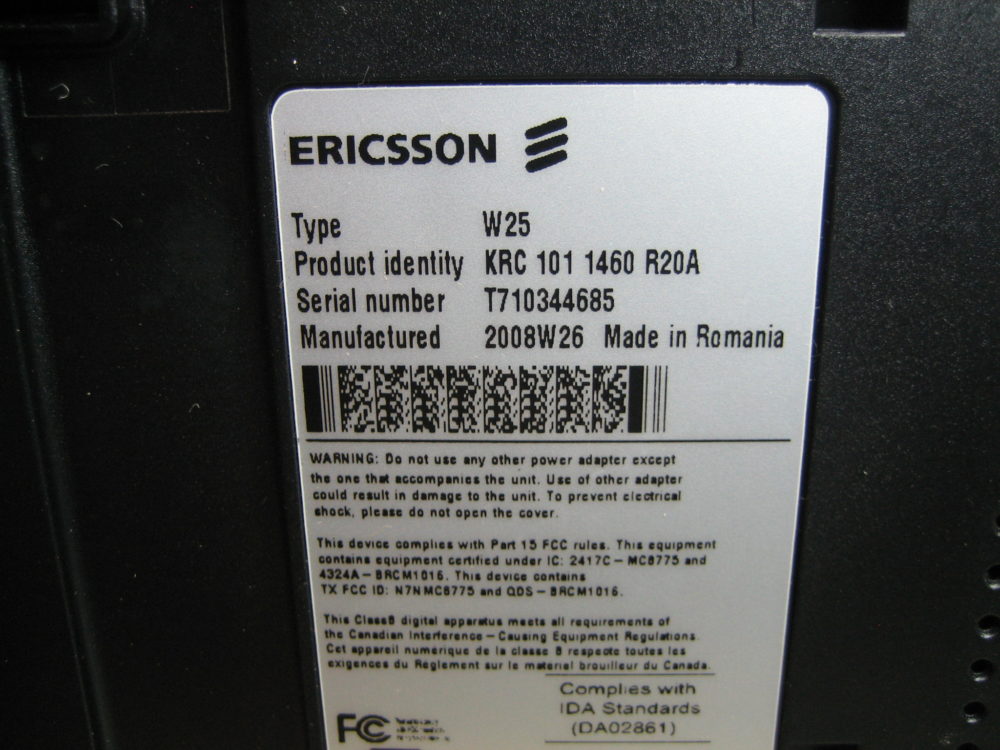 ERICSSON
Type W25
Product identity KRC 101 1460 R20A
Serial number T710344685
Manufactured 2008W26 Made in Romania
WARNING: Do not use any other power adapter except
the one that accompanies the unit. Use of other adapter
could result in damage to the unit. To prevent electrical
shock, please do not open the cover.
This device complies with Part 15 FCC rules. This equipment
contains equipment certified under IC: 2417C – MC8775 and
4324A – BRCM1016. This device contains
TX FCC ID: N7NMC8775 and QDS – BRCM1016.
This ClassB digital apparatus meets all requirements of
the Canadian Interference – Causing Equipment Regulations.
Cet appareil numérique de la classe B respecte toutes les
exigences du Règlement sur le matériel brouilleur du Canada.
Complies with
IDA Standards
(DA02861)
FC